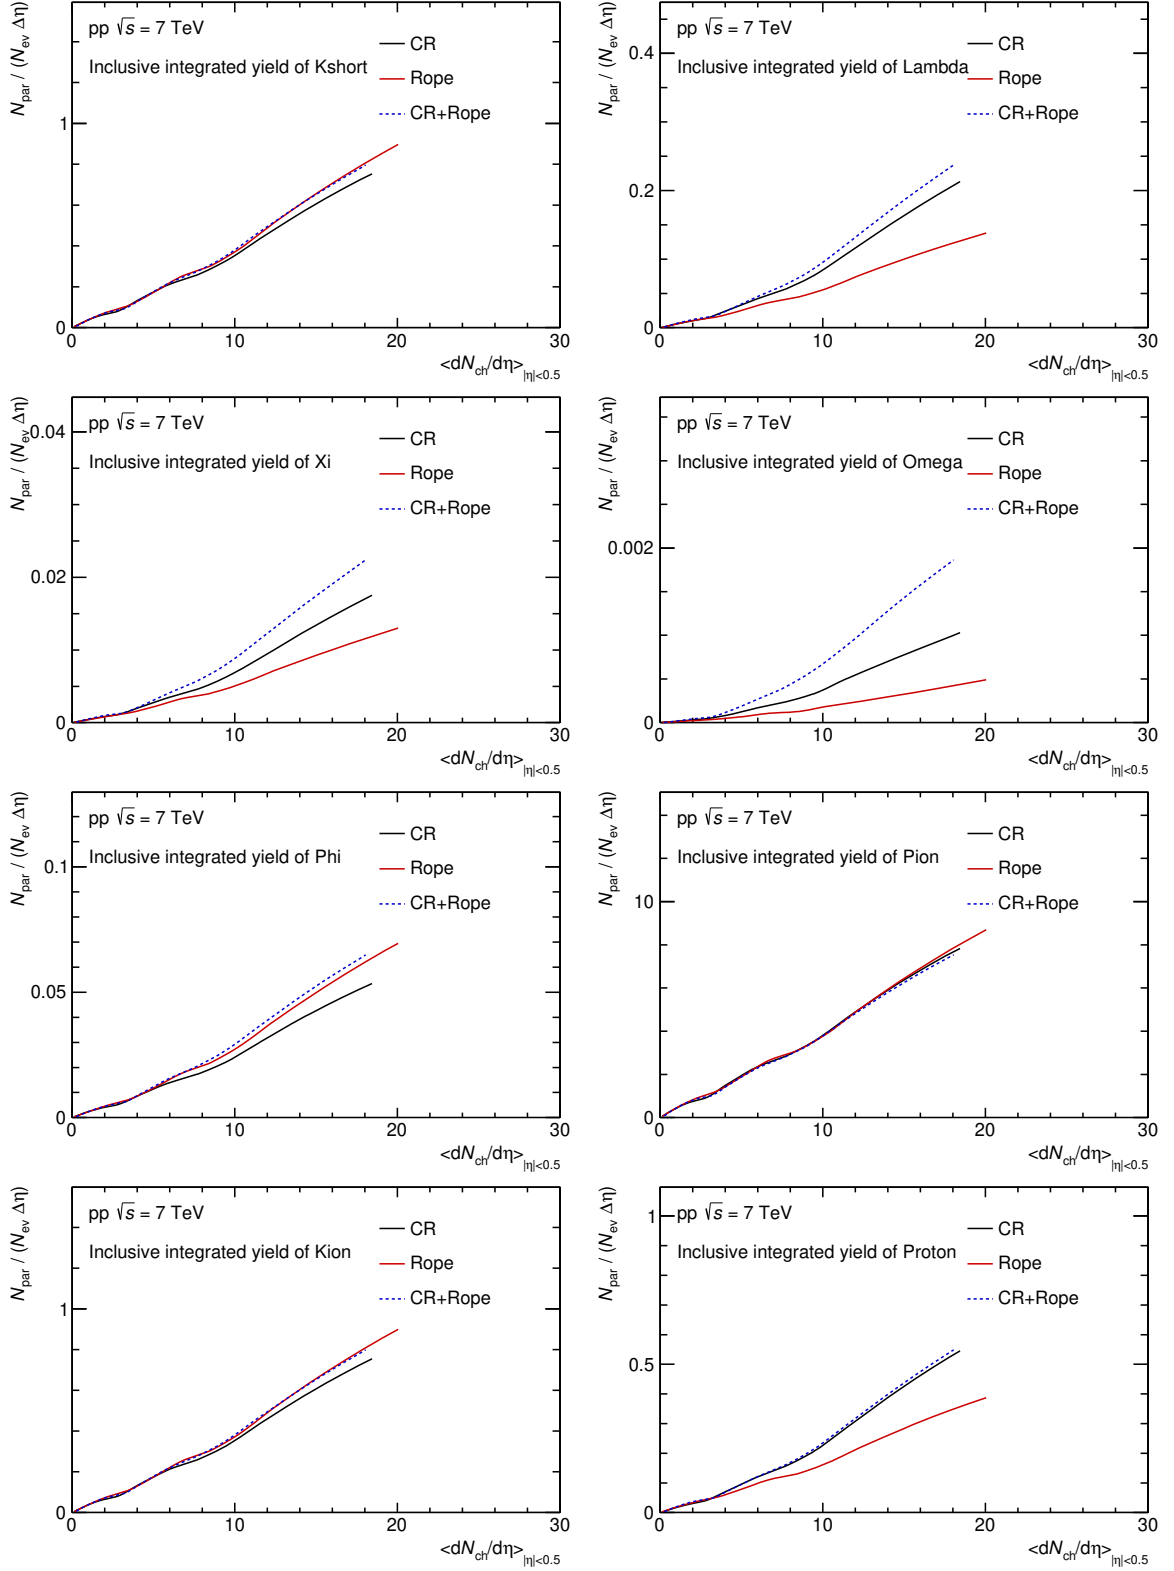 pp √s = 7 TeV
Inclusive integrated yield of Kshort
CR
Rope
CR+Rope
N_par / (N_ev Δη)
1
0
0 10 20 30
<dN_ch/dη>_|η|<0.5
pp √s = 7 TeV
Inclusive integrated yield of Lambda
CR
Rope
CR+Rope
N_par / (N_ev Δη)
0.4
0.2
0
0 10 20 30
<dN_ch/dη>_|η|<0.5
pp √s = 7 TeV
Inclusive integrated yield of Xi
CR
Rope
CR+Rope
N_par / (N_ev Δη)
0.04
0.02
0
0 10 20 30
<dN_ch/dη>_|η|<0.5
pp √s = 7 TeV
Inclusive integrated yield of Omega
CR
Rope
CR+Rope
N_par / (N_ev Δη)
0.002
0
0 10 20 30
<dN_ch/dη>_|η|<0.5
pp √s = 7 TeV
Inclusive integrated yield of Phi
CR
Rope
CR+Rope
N_par / (N_ev Δη)
0.1
0.05
0
0 10 20 30
<dN_ch/dη>_|η|<0.5
pp √s = 7 TeV
Inclusive integrated yield of Pion
CR
Rope
CR+Rope
N_par / (N_ev Δη)
10
0
0 10 20 30
<dN_ch/dη>_|η|<0.5
pp √s = 7 TeV
Inclusive integrated yield of Kion
CR
Rope
CR+Rope
N_par / (N_ev Δη)
1
0
0 10 20 30
<dN_ch/dη>_|η|<0.5
pp √s = 7 TeV
Inclusive integrated yield of Proton
CR
Rope
CR+Rope
N_par / (N_ev Δη)
1
0.5
0
0 10 20 30
<dN_ch/dη>_|η|<0.5